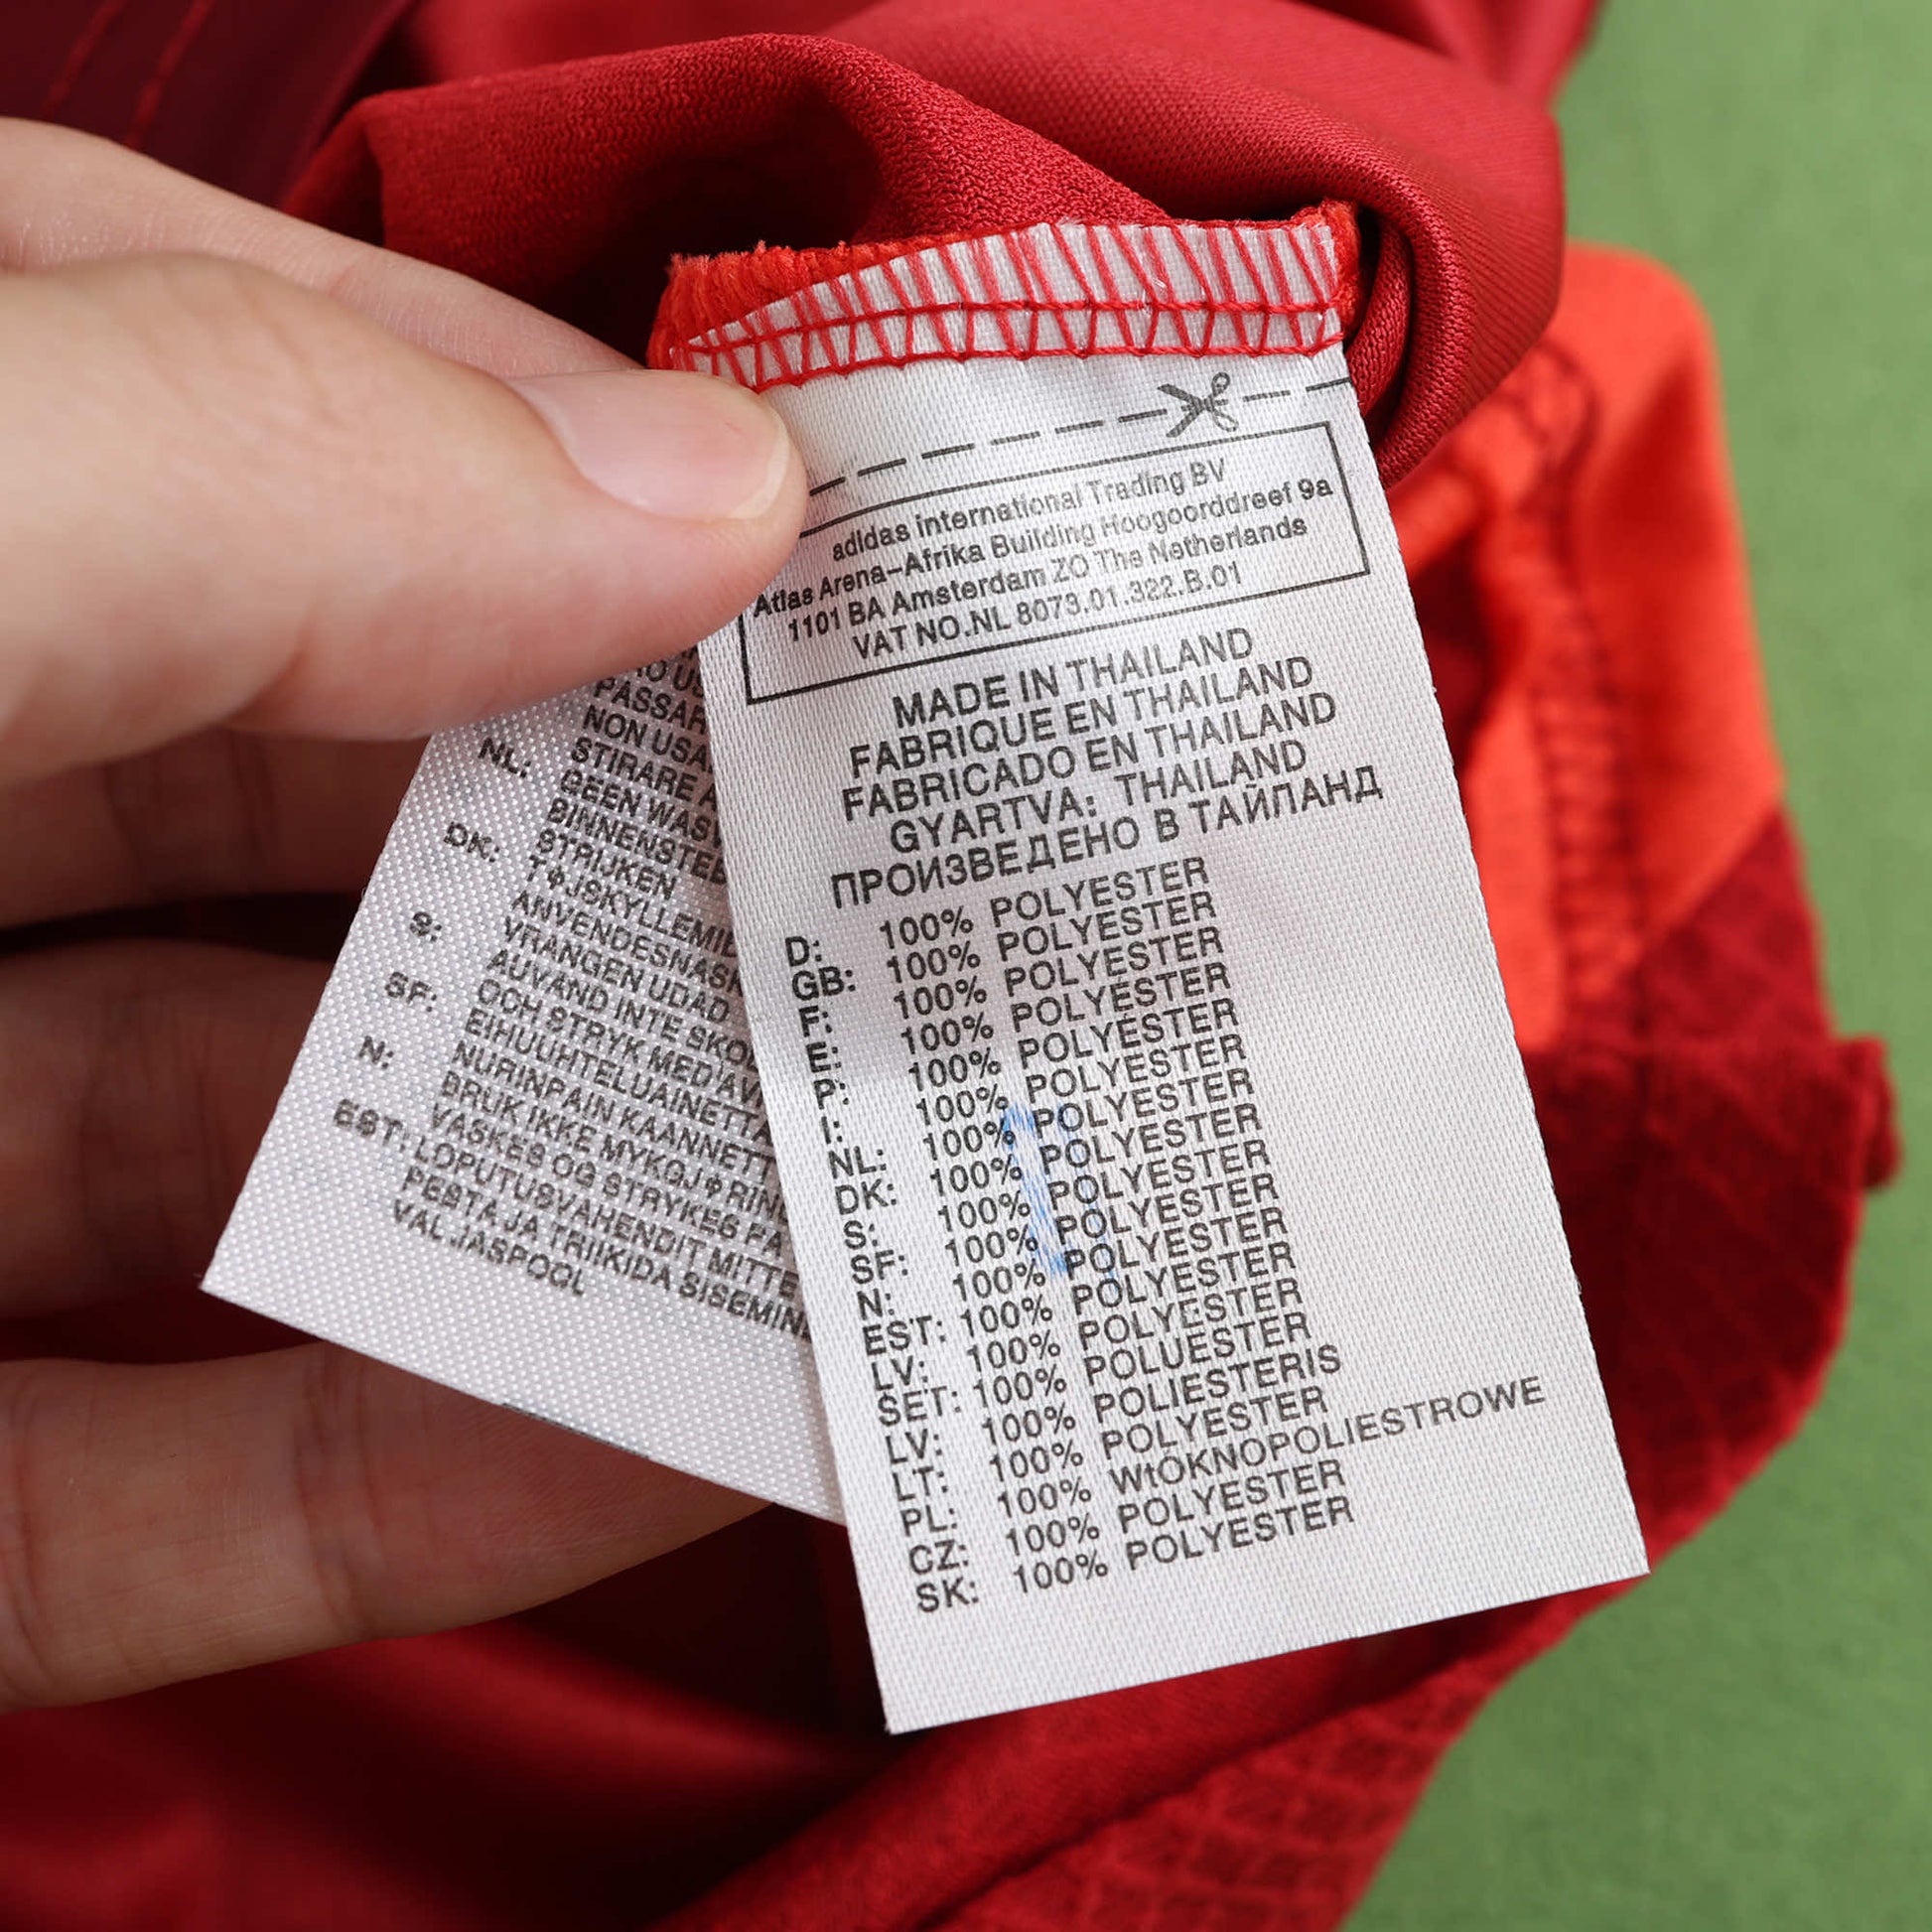 adidas international Trading BV
Atlas Arena-Afrika Building Hoogoorddreef 9a
1101 BA Amsterdam ZO The Netherlands
VAT NO.NL 8073.01.322.B.01
MADE IN THAILAND
FABRIQUE EN THAILAND
FABRICADO EN THAILAND
GYARTVA: THAILAND
ПРОИЗВЕДЕНО В ТАЙЛАНД
D: 100% POLYESTER
GB: 100% POLYESTER
F: 100% POLYESTER
E: 100% POLYESTER
P: 100% POLYESTER
I: 100% POLYESTER
NL: 100% POLYESTER
DK: 100% POLYESTER
S: 100% POLYESTER
SF: 100% POLYESTER
N: 100% POLYESTER
EST: 100% POLYESTER
LV: 100% POLYESTER
SET: 100% POLUESTER
LV: 100% POLIESTERIS
LT: 100% POLYESTER
PL: 100% WtÓKNOPOLIESTROWE
CZ: 100% POLYESTER
SK: 100% POLYESTER
PASSAR
NON USA
STIRARE A
NL: GEEN WAS
BINNENSTE
STRIJKEN
DK: TØJSKYLLEMID
ANVENDESNASK
VRANGEN UDAD
S: AUVAND INTE SKO
OCH STRYK MED AV
SF: EIHUUHTELUAINETTA
NURINPAIN KAANNETT
N: BRUK IKKE MYKGJØRIN
VASKES OG STRYKES PA
EST: LOPUTUSVAHENDIT MITTE
PESTA JA TRIIKIDA SISEMIN
VALJASPOOL